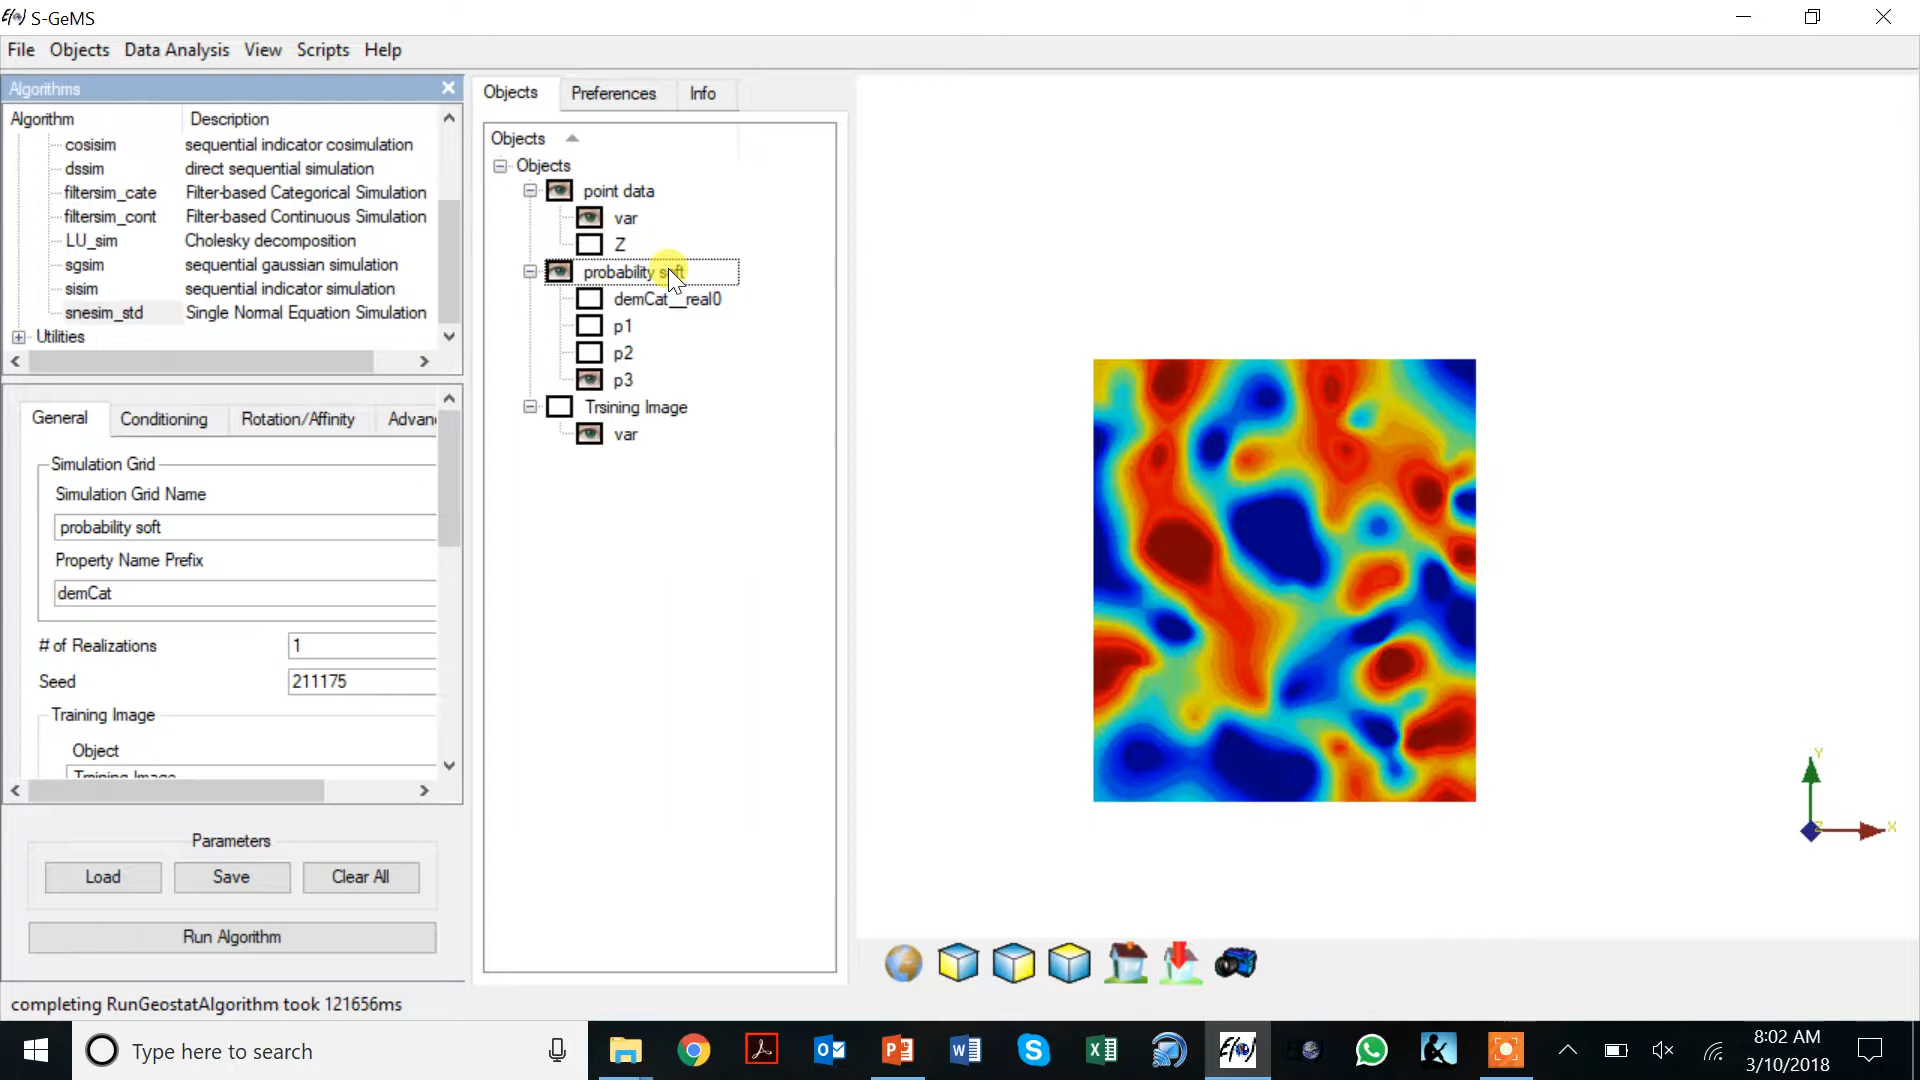 S-GeMS
File Objects Data Analysis View Scripts Help
Algorithms
Algorithm Description
cosisim sequential indicator cosimulation
dssim direct sequential simulation
filtersim_cate Filter-based Categorical Simulation
filtersim_cont Filter-based Continuous Simulation
LU_sim Cholesky decomposition
sgsim sequential gaussian simulation
sisim sequential indicator simulation
snesim_std Single Normal Equation Simulation
Utilities
General Conditioning Rotation/Affinity Advan
Simulation Grid
Simulation Grid Name
probability soft
Property Name Prefix
demCat
# of Realizations 1
Seed 211175
Training Image
Object
Training Image
Parameters
Load Save Clear All
Run Algorithm
completing RunGeostatAlgorithm took 121656ms
Objects Preferences Info
Objects
Objects
point data
var
Z
probability soft
demCat__real0
p1
p2
p3
Trsining Image
var
Y
Z
X
Type here to search
8:02 AM
3/10/2018